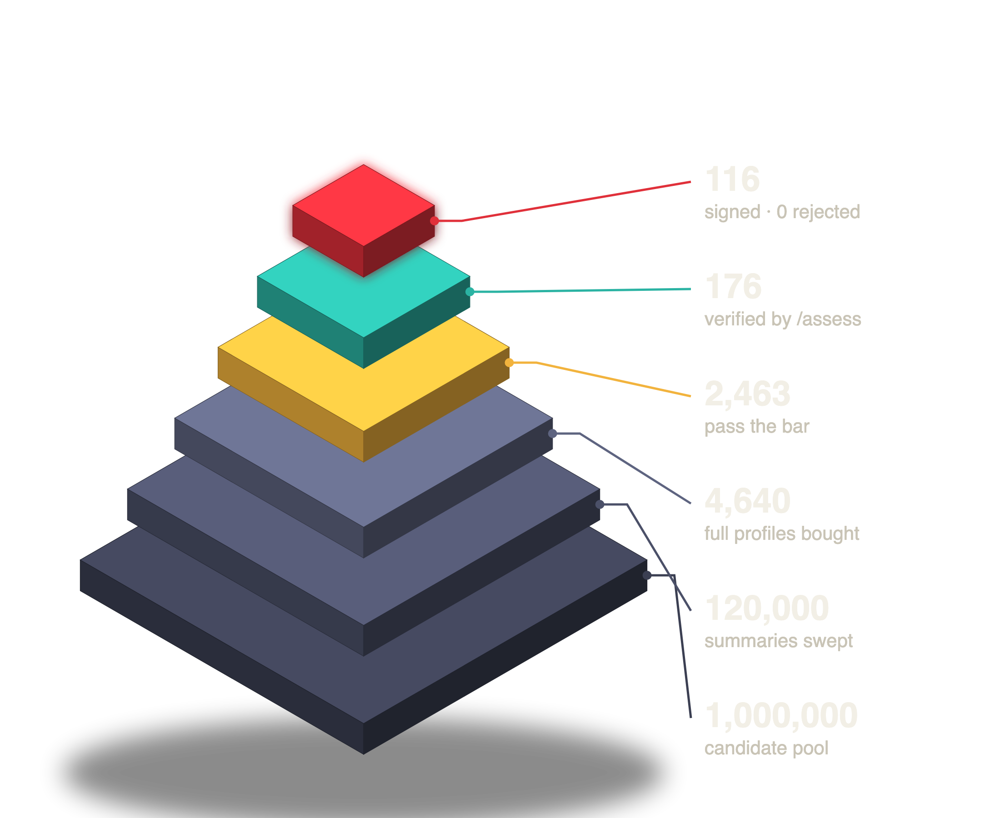 116
signed · 0 rejected
176
verified by /assess
2,463
pass the bar
4,640
full profiles bought
120,000
summaries swept
1,000,000
candidate pool